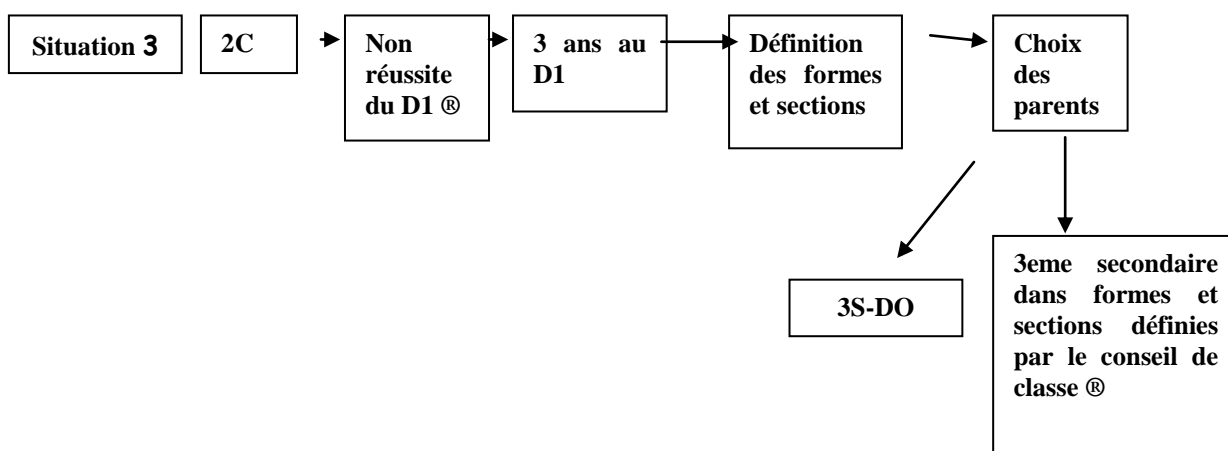 Situation 3
2C
Non
réussite
du D1 ®
3 ans au
D1
Définition
des formes
et sections
Choix
des
parents
3S-DO
3eme secondaire
dans formes et
sections définies
par le conseil de
classe ®